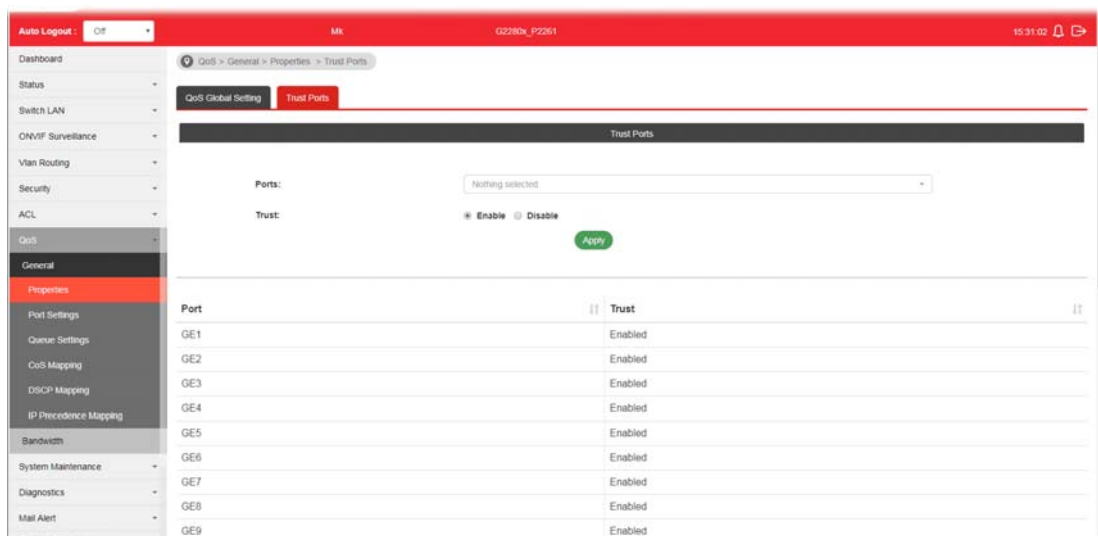 Auto Logout : Off Mk G2280x_P2261 15:31:02
Dashboard
Status
Switch LAN
ONVIF Surveillance
Vlan Routing
Security
ACL
QoS
General
Properties
Port Settings
Queue Settings
CoS Mapping
DSCP Mapping
IP Precedence Mapping
Bandwidth
System Maintenance
Diagnostics
Mail Alert
QoS > General > Properties > Trust Ports
QoS Global Setting Trust Ports
Trust Ports
Ports: Nothing selected
Trust: Enable Disable
Apply
Port Trust
GE1 Enabled
GE2 Enabled
GE3 Enabled
GE4 Enabled
GE5 Enabled
GE6 Enabled
GE7 Enabled
GE8 Enabled
GE9 Enabled